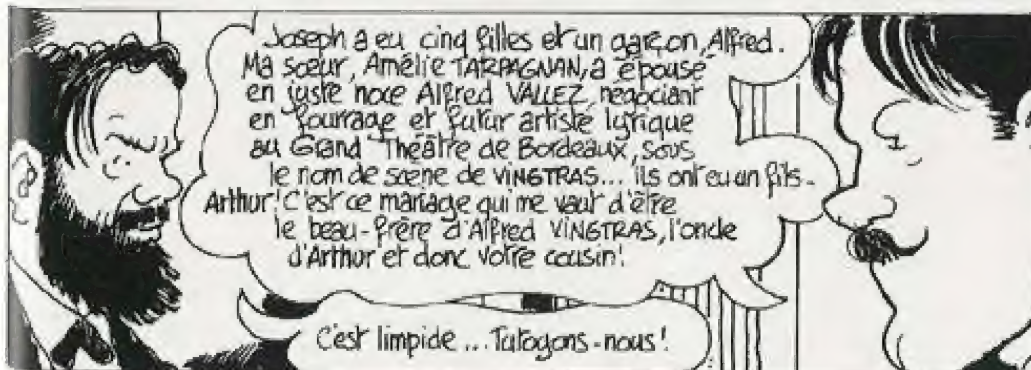 Joseph a eu cinq filles et un garçon, Alfred.
Ma sœur, Amélie TARPAGNAN, a épousé
en juste noce Alfred VALLEZ, négociant
en fourrage et futur artiste lyrique
au Grand Théâtre de Bordeaux, sous
le nom de scène de VINGTRAS... ils ont eu un fils.
Arthur! C'est ce mariage qui me vaut d'être
le beau-frère d'Alfred VINGTRAS, l'oncle
d'Arthur et donc votre cousin!
C'est limpide... Tutoyons-nous!